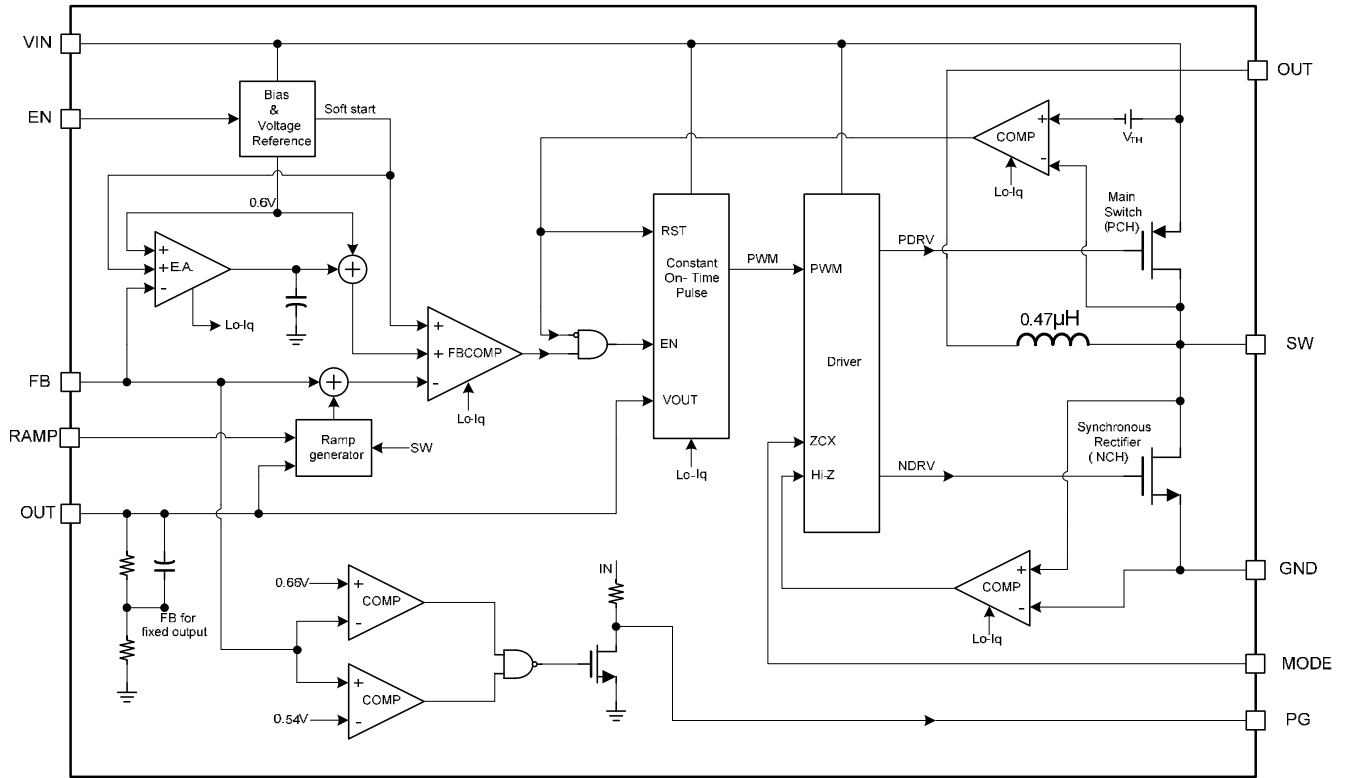 VIN
OUT
Bias
&
Voltage
Reference
Soft start
EN
+
COMP
-
VTH
Lo-Iq
0.6V
Main
Switch
(PCH)
+
+
E.A.
-
+
RST
Constant
On- Time
Pulse
PWM
PWM
PDRV
Lo-Iq
0.47µH
+
+
FBCOMP
-
EN
SW
Driver
FB
+
Lo-Iq
VOUT
RAMP
Ramp
generator
SW
Synchronous
Rectifier
( NCH)
ZCX
Lo-Iq
Hi-Z
NDRV
OUT
IN
GND
0.66V
+
COMP
-
+
COMP
-
FB for
fixed output
Lo-Iq
MODE
+
COMP
0.54V
-
PG